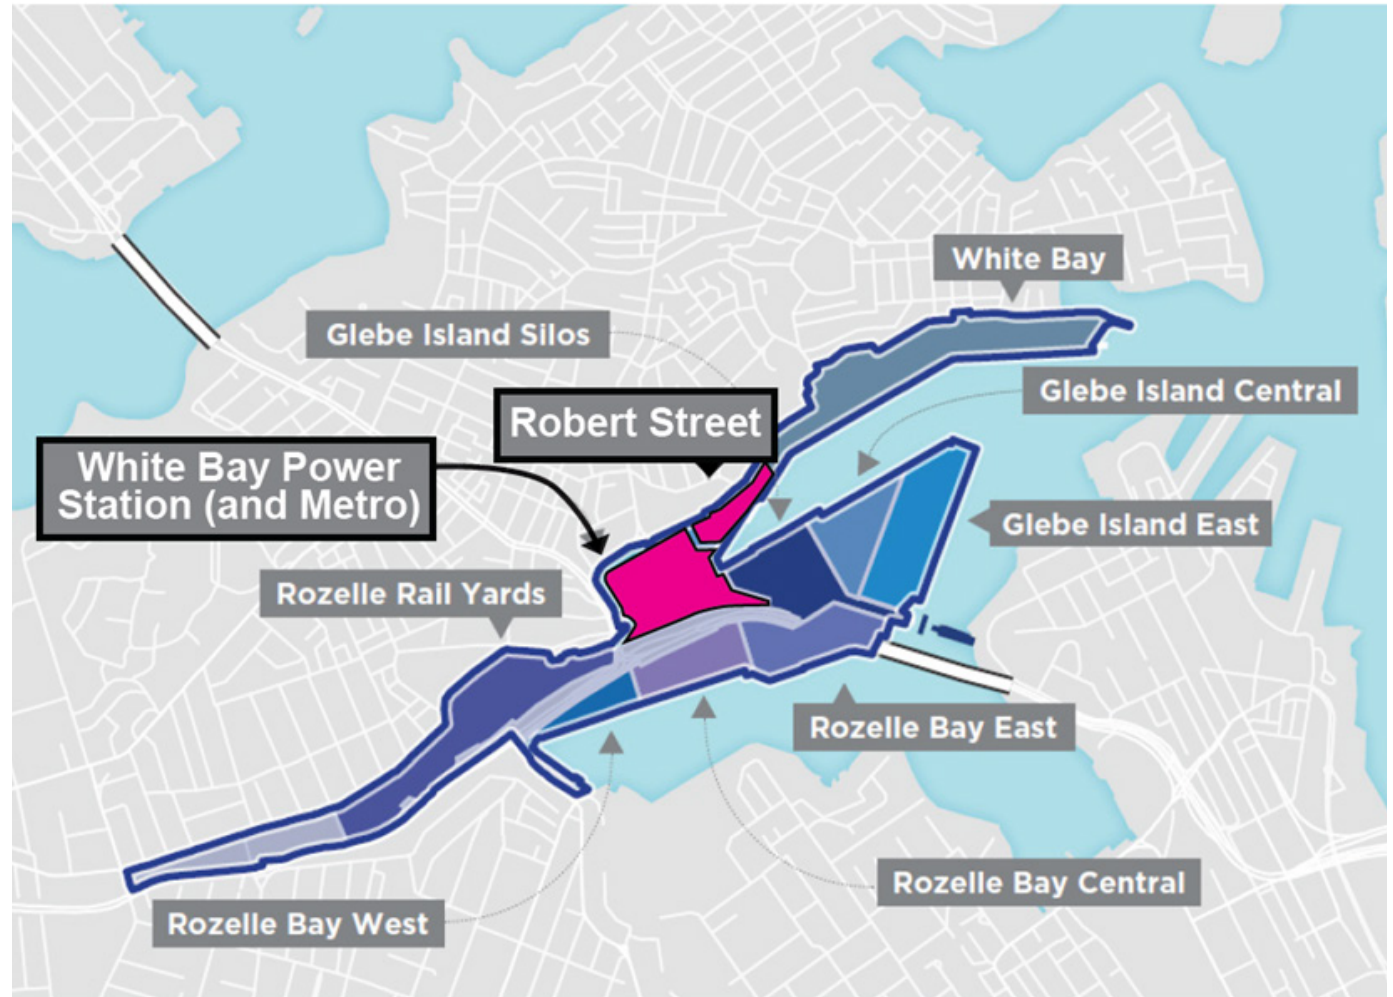 White Bay
Glebe Island Silos
Glebe Island Central
Robert Street
White Bay Power
Station (and Metro)
Glebe Island East
Rozelle Rail Yards
Rozelle Bay East
Rozelle Bay Central
Rozelle Bay West